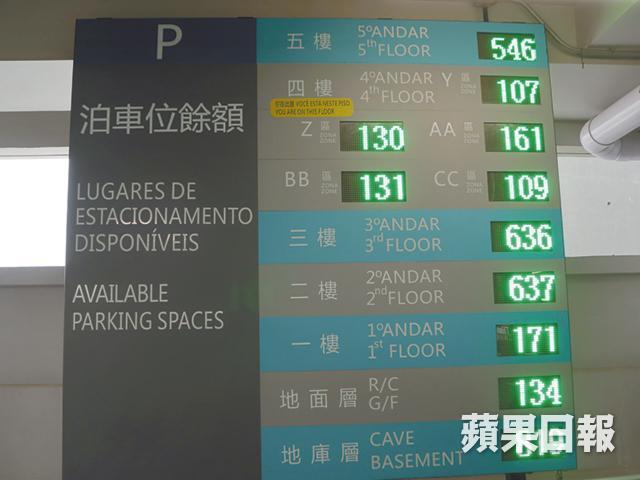 P
泊車位餘額
LUGARES DE
ESTACIONAMENTO
DISPONÍVEIS
AVAILABLE
PARKING SPACES
五樓 5ºANDAR 546
5th FLOOR
四樓 4ºANDAR Y 區 107
4th FLOOR ZONA ZONE
你在此層 VOCÊ ESTÁ NESTE PISO
YOU ARE ON THIS FLOOR
Z 區 130 AA 區 161
ZONA ZONE ZONA ZONE
BB 區 131 CC 區 109
ZONA ZONE ZONA ZONE
三樓 3ºANDAR 636
3rd FLOOR
二樓 2ºANDAR 637
2nd FLOOR
一樓 1ºANDAR 171
1st FLOOR
地面層 R/C 134
G/F
地庫層 CAVE
BASEMENT
蘋果日報